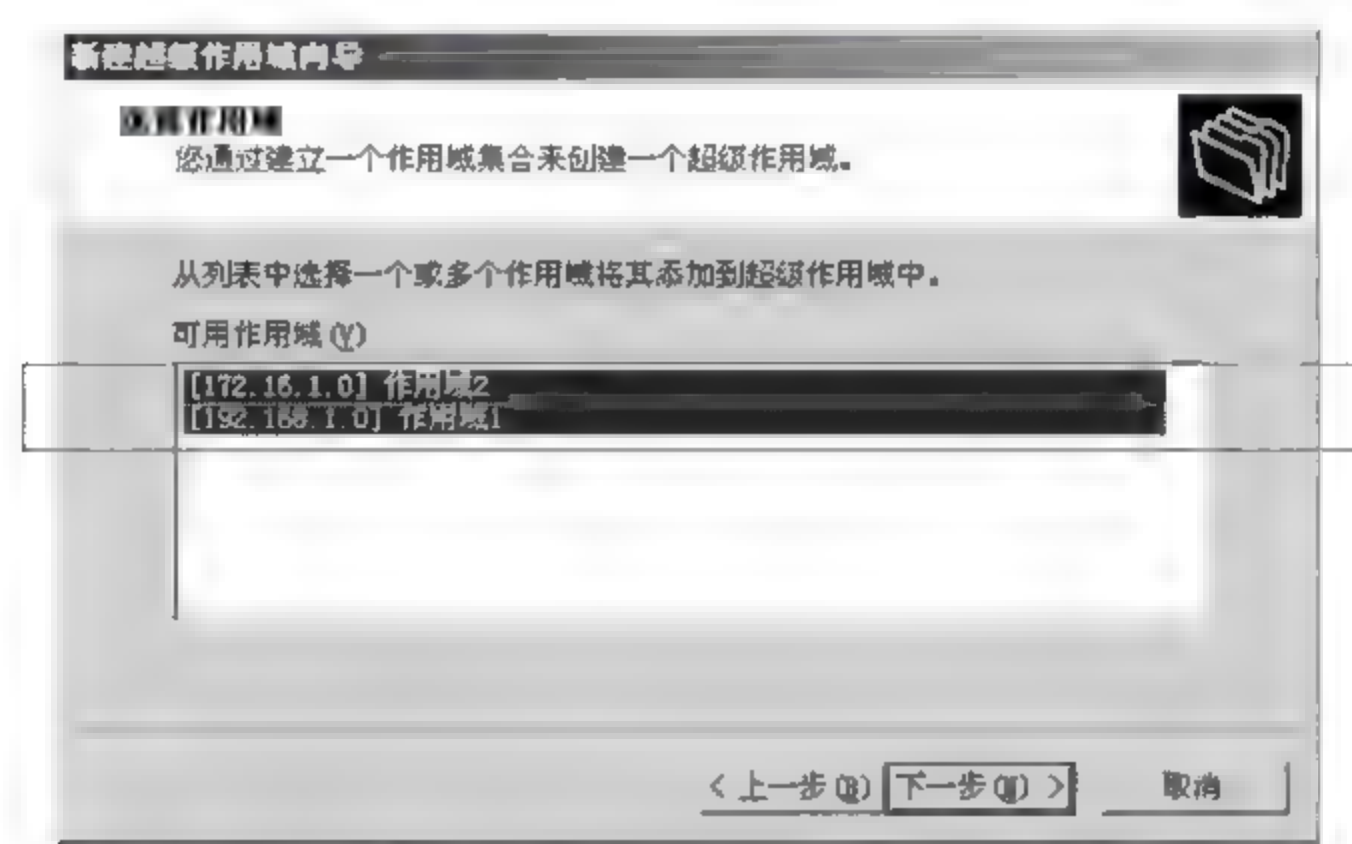 新建超级作用域向导
选择作用域
您通过建立一个作用域集合来创建一个超级作用域。
从列表中选择一个或多个作用域将其添加到超级作用域中。
可用作用域(V)
[172.16.1.0] 作用域2
[192.168.1.0] 作用域1
< 上一步(B) 下一步(N) > 取消